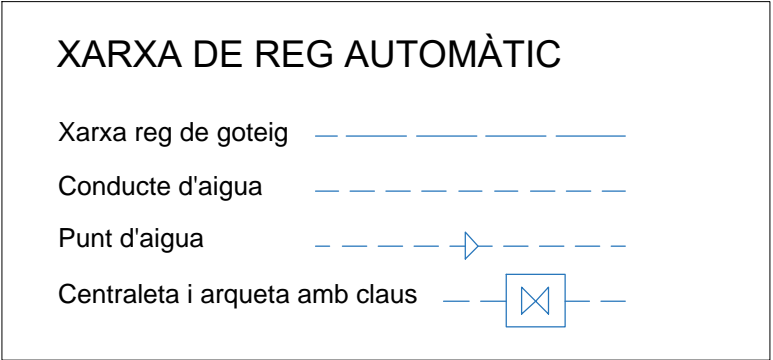 XARXA DE REG AUTOMÀTIC
Xarxa reg de goteig
Conducte d'aigua
Punt d'aigua
Centraleta i arqueta amb claus